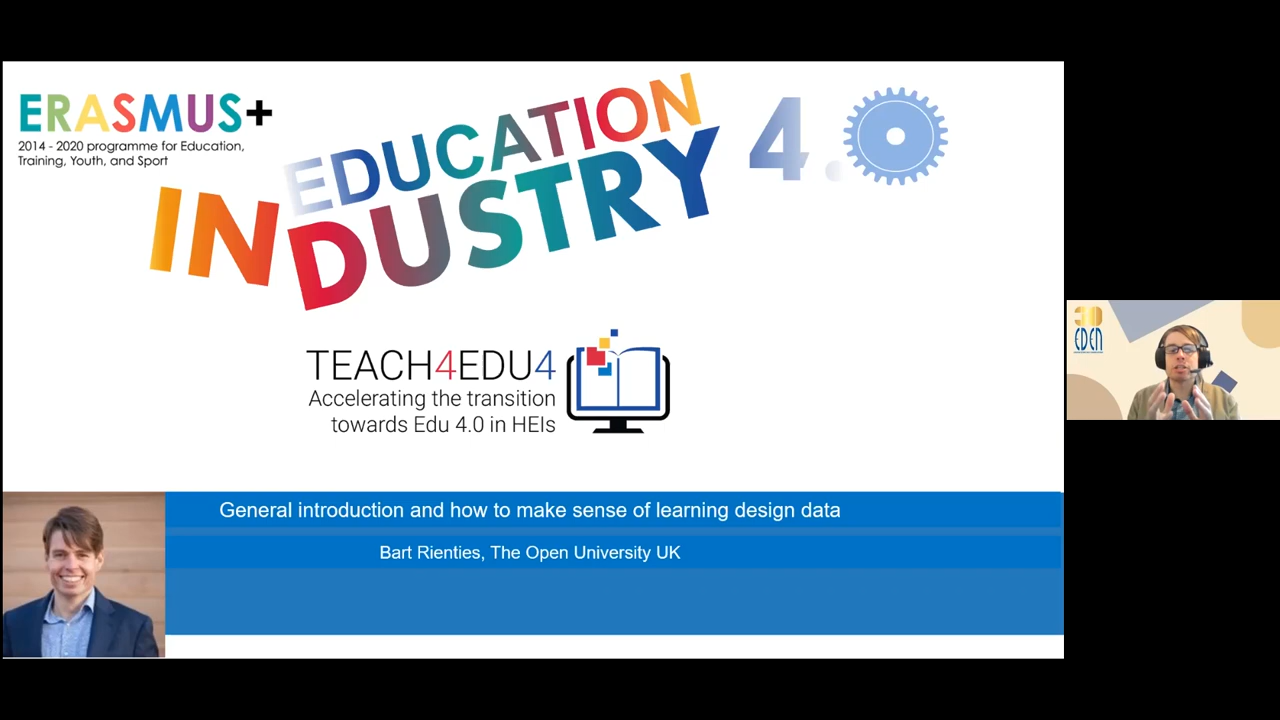 ERASMUS+
2014 - 2020 programme for Education,
Training, Youth, and Sport
EDUCATION
INDUSTRY
4.0
TEACH4EDU4
Accelerating the transition
towards Edu 4.0 in HEIs
General introduction and how to make sense of learning design data
Bart Rienties, The Open University UK
30
EDEN